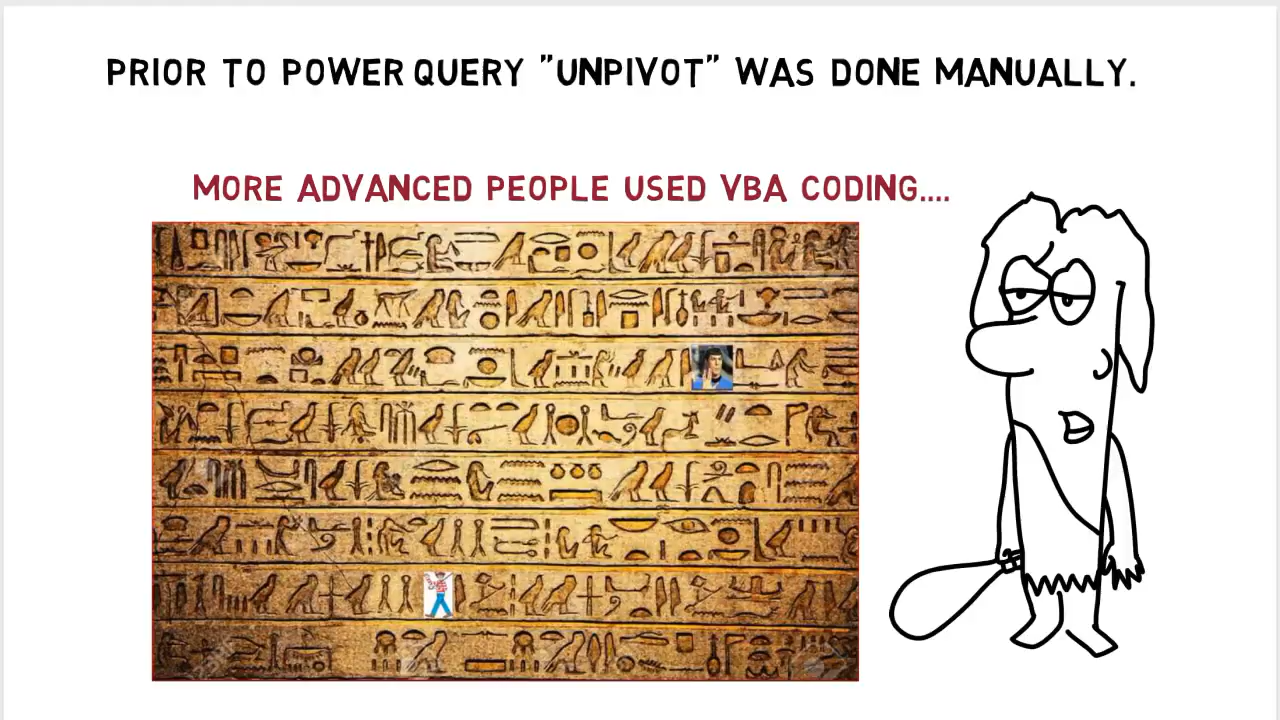 PRIOR TO POWER QUERY "UNPIVOT" WAS DONE MANUALLY.
MORE ADVANCED PEOPLE USED VBA CODING....